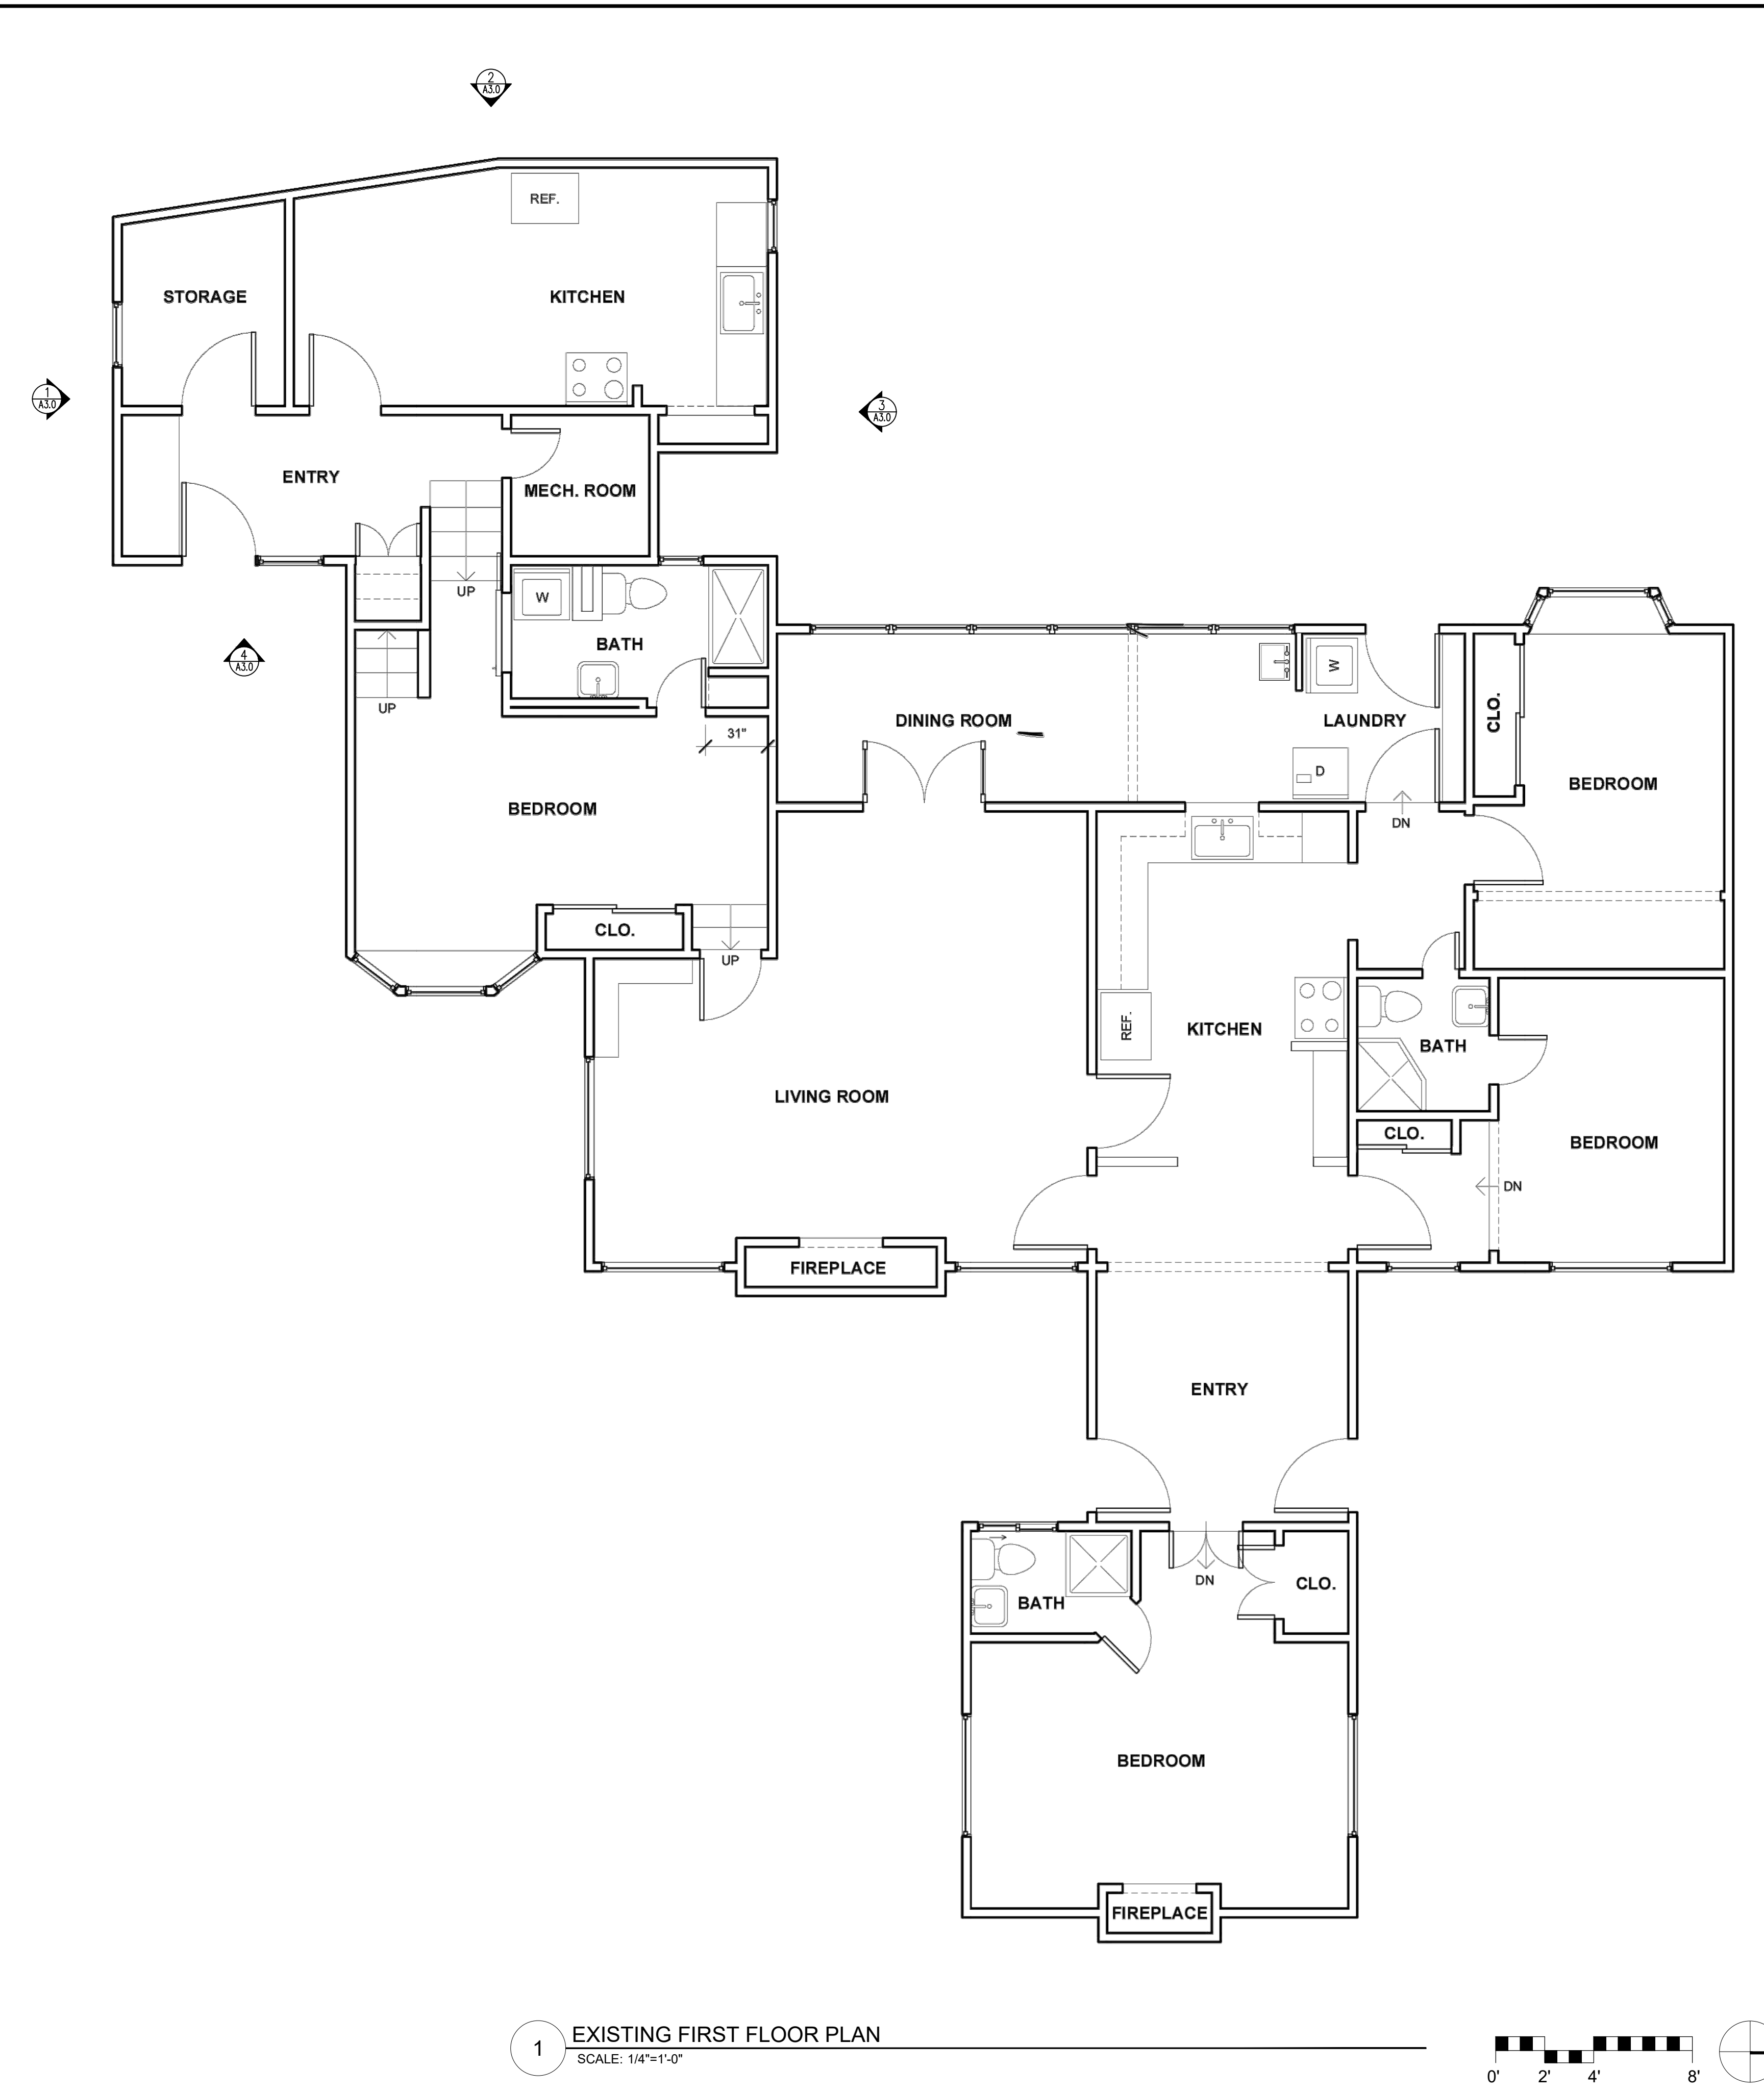 2
A3.0
REF.
STORAGE
KITCHEN
1
A3.0
3
A3.0
ENTRY
MECH. ROOM
UP
W
BATH
4
A3.0
W
UP
CLO.
DINING ROOM
LAUNDRY
31"
D
BEDROOM
BEDROOM
DN
CLO.
UP
REF.
KITCHEN
BATH
LIVING ROOM
CLO.
BEDROOM
DN
FIREPLACE
ENTRY
DN
CLO.
BATH
BEDROOM
FIREPLACE
1
EXISTING FIRST FLOOR PLAN
SCALE: 1/4"=1'-0"
0' 2' 4' 8'